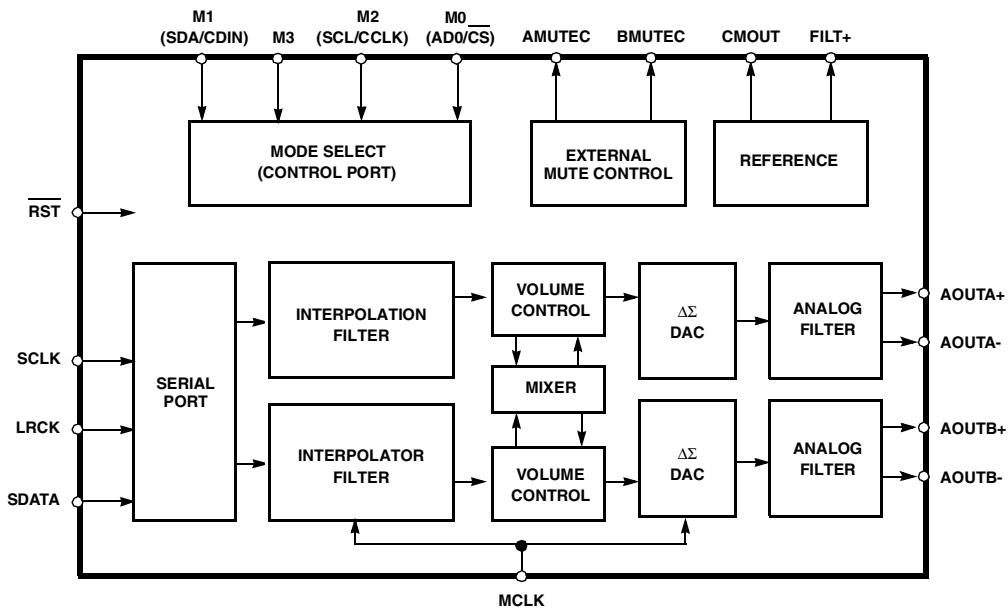 M1
(SDA/CDIN)
M3
M2
(SCL/CCLK)
M0
(AD0/CS)
AMUTEC
BMUTEC
CMOUT
FILT+
MODE SELECT
(CONTROL PORT)
EXTERNAL
MUTE CONTROL
REFERENCE
RST
SERIAL
PORT
INTERPOLATION
FILTER
VOLUME
CONTROL
ΔΣ
DAC
ANALOG
FILTER
AOUTA+
AOUTA-
SCLK
LRCK
SDATA
MIXER
INTERPOLATOR
FILTER
VOLUME
CONTROL
ΔΣ
DAC
ANALOG
FILTER
AOUTB+
AOUTB-
MCLK